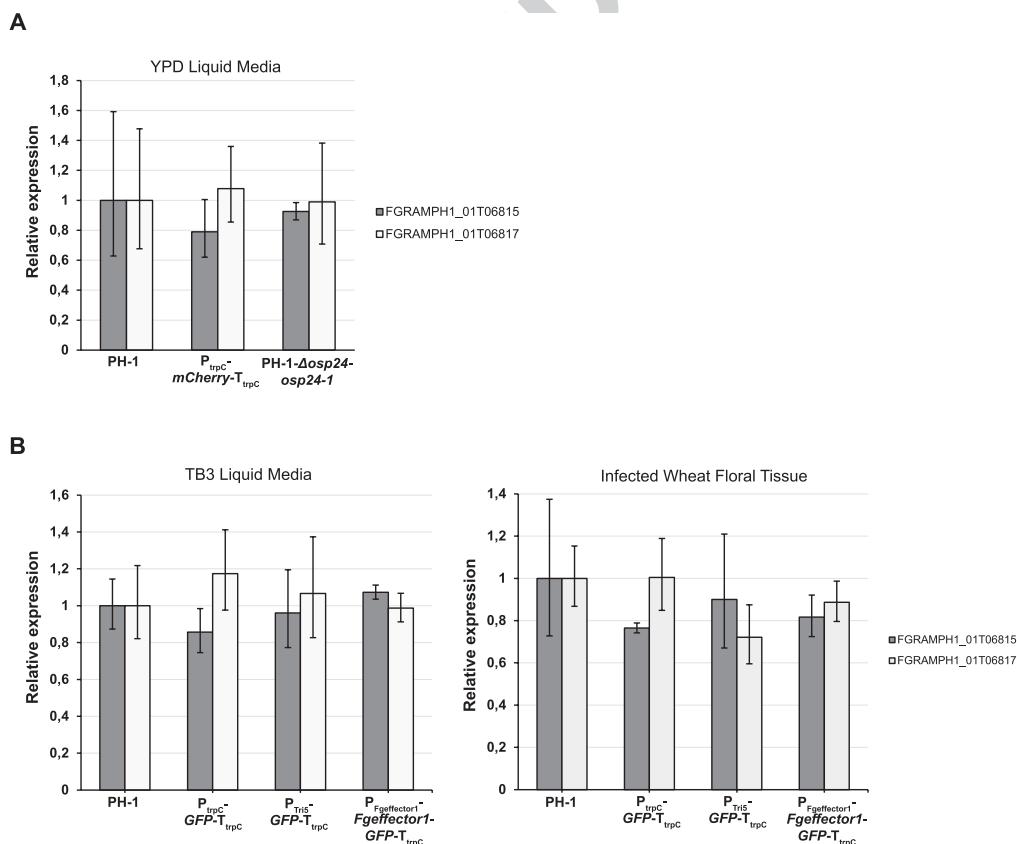 A
YPD Liquid Media
Relative expression
1,8
1,6
1,4
1,2
1
0,8
0,6
0,4
0,2
0
PH-1
PtrpC-
mCherry-TtrpC
PH-1-Δosp24-
osp24-1
FGRAMPH1_01T06815
FGRAMPH1_01T06817
B
TB3 Liquid Media
Relative expression
1,6
1,4
1,2
1
0,8
0,6
0,4
0,2
0
PH-1
PtrpC-
GFP-TtrpC
PTri5-
GFP-TtrpC
PFgeffector1-
Fgeffector1-
GFP-TtrpC
Infected Wheat Floral Tissue
Relative expression
1,4
1,2
1
0,8
0,6
0,4
0,2
0
PH-1
PtrpC-
GFP-TtrpC
PTri5-
GFP-TtrpC
PFgeffector1-
Fgeffector1-
GFP-TtrpC
FGRAMPH1_01T06815
FGRAMPH1_01T06817